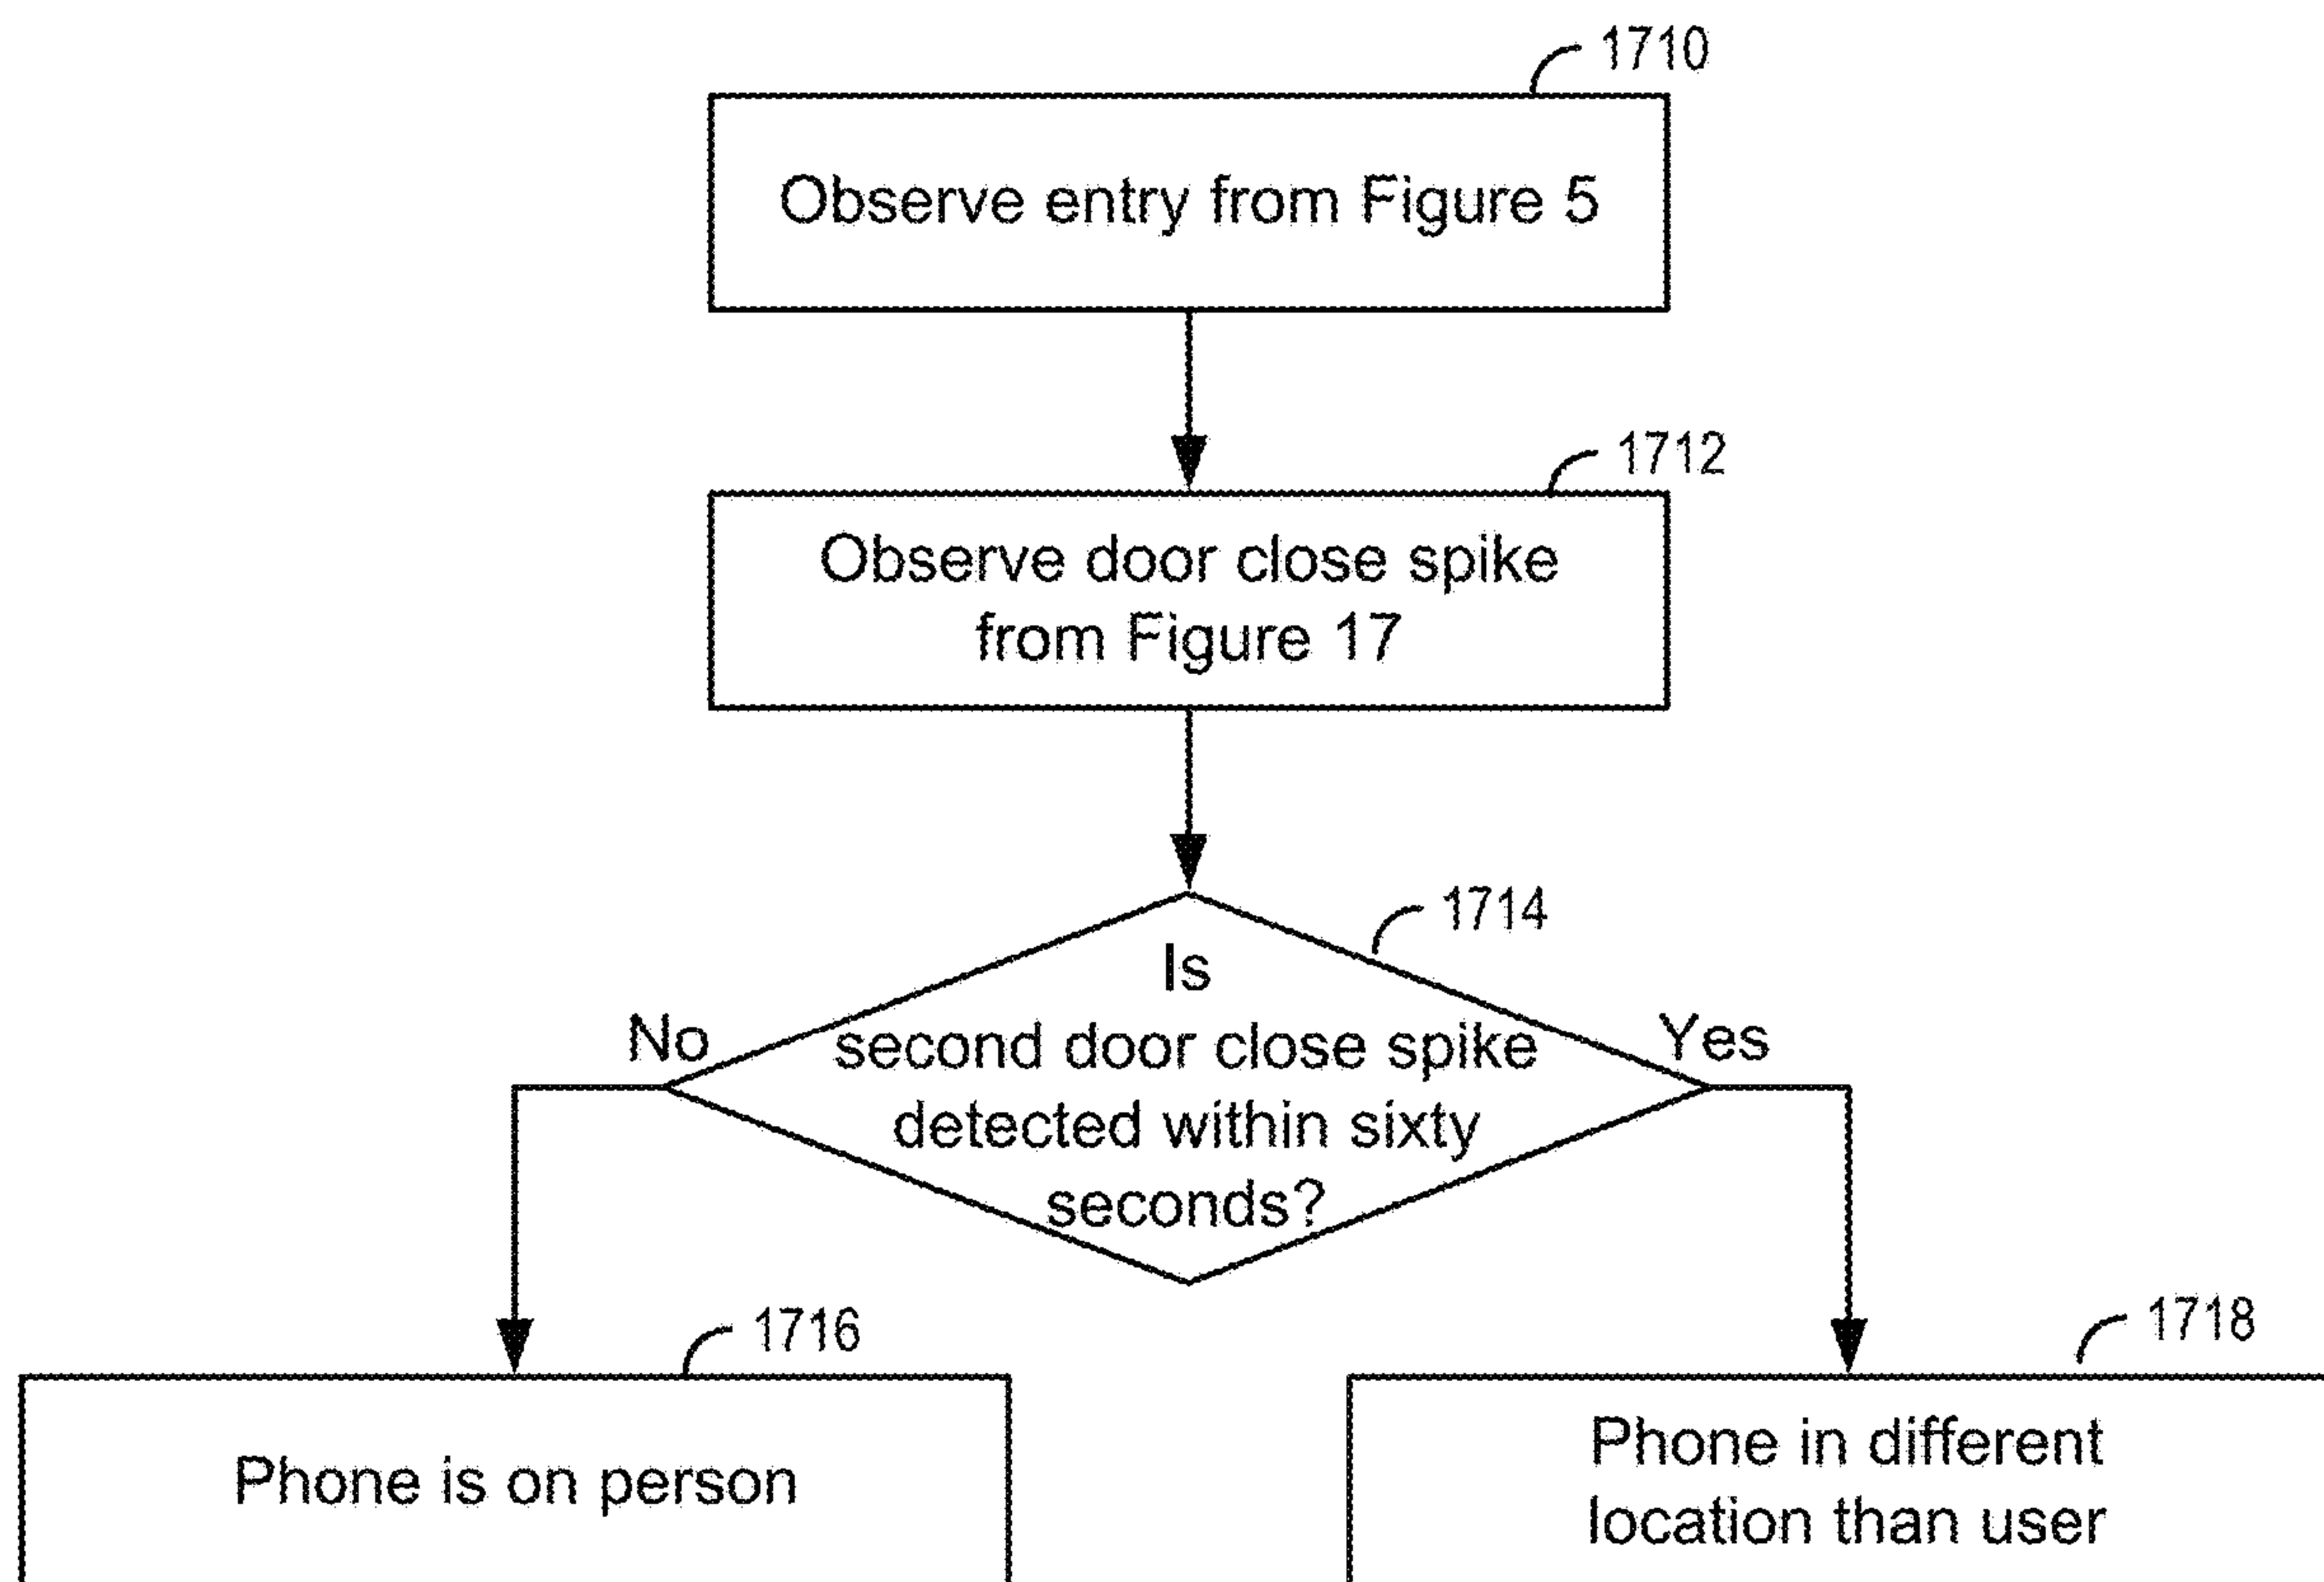 1710
Observe entry from Figure 5
1712
Observe door close spike
from Figure 17
1714
Is
second door close spike
detected within sixty
seconds?
No
Yes
1716
Phone is on person
1718
Phone in different
location than user